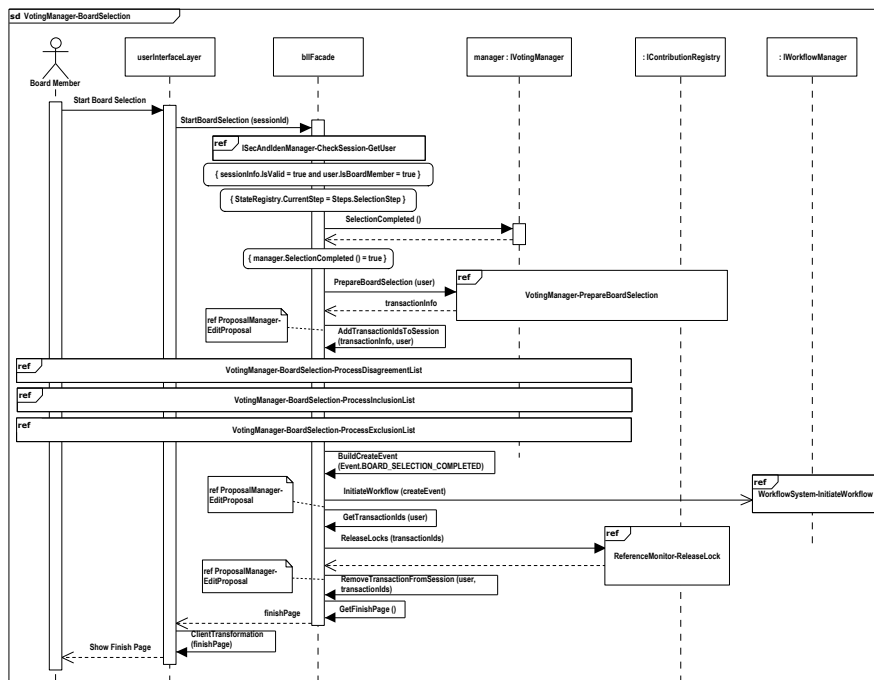 sd VotingManager-BoardSelection
Board Member
userInterfaceLayer
bllFacade
manager : IVotingManager
: IContributionRegistry
: IWorkflowManager
Start Board Selection
StartBoardSelection (sessionId)
ref
ISecAndIdenManager-CheckSession-GetUser
{ sessionInfo.IsValid = true and user.IsBoardMember = true }
{ StateRegistry.CurrentStep = Steps.SelectionStep }
SelectionCompleted ()
{ manager.SelectionCompleted () = true }
PrepareBoardSelection (user)
ref
VotingManager-PrepareBoardSelection
transactionInfo
ref ProposalManager-
EditProposal
AddTransactionIdsToSession
(transactionInfo, user)
ref
VotingManager-BoardSelection-ProcessDisagreementList
ref
VotingManager-BoardSelection-ProcessInclusionList
ref
VotingManager-BoardSelection-ProcessExclusionList
BuildCreateEvent
(Event.BOARD_SELECTION_COMPLETED)
ref ProposalManager-
EditProposal
InitiateWorkflow (createEvent)
ref
WorkflowSystem-InitiateWorkflow
GetTransactionIds (user)
ReleaseLocks (transactionIds)
ref
ReferenceMonitor-ReleaseLock
ref ProposalManager-
EditProposal
RemoveTransactionFromSession (user,
transactionIds)
GetFinishPage ()
finishPage
ClientTransformation
(finishPage)
Show Finish Page